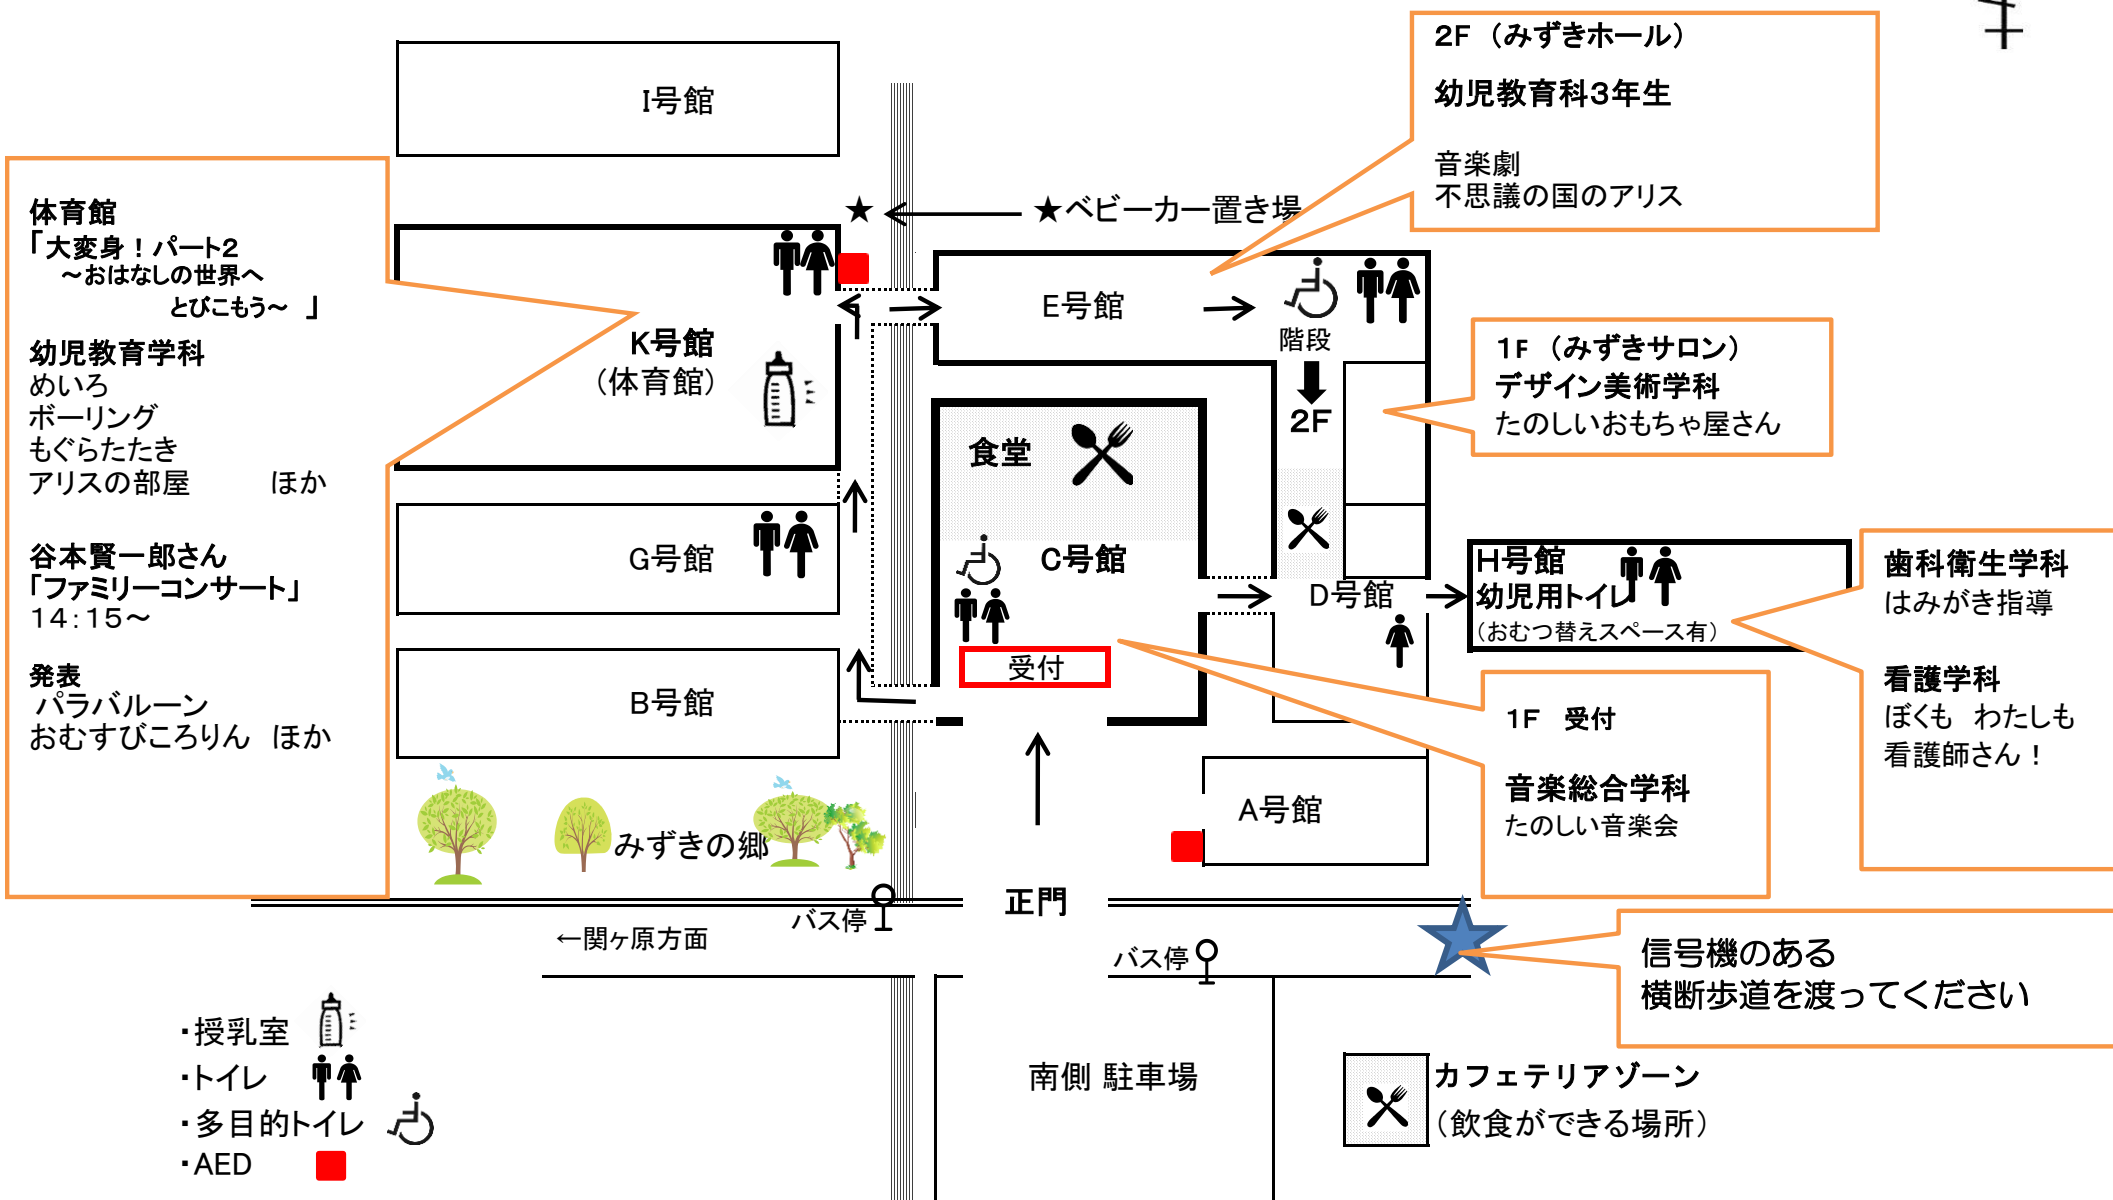 2F（みずきホール）
幼児教育科3年生
音楽劇
不思議の国のアリス
I号館
★ ★ベビーカー置き場
体育館
「大変身！パート2
～おはなしの世界へ
とびこもう～ 」
幼児教育学科
めいろ
ボーリング
もぐらたたき
アリスの部屋　　ほか
谷本賢一郎さん
「ファミリーコンサート」
14：15～
発表
パラバルーン
おむすびころりん　ほか
K号館
（体育館）
E号館
階段
2F
1F（みずきサロン）
デザイン美術学科
たのしいおもちゃ屋さん
食堂
C号館
受付
G号館
D号館
H号館
幼児用トイレ
（おむつ替えスペース有）
歯科衛生学科
はみがき指導
看護学科
ぼくも　わたしも
看護師さん！
B号館
1F　受付
音楽総合学科
たのしい音楽会
A号館
みずきの郷
正門
バス停
←関ヶ原方面
バス停
信号機のある
横断歩道を渡ってください
・授乳室
・トイレ
・多目的トイレ
・AED
南側 駐車場
カフェテリアゾーン
（飲食ができる場所）